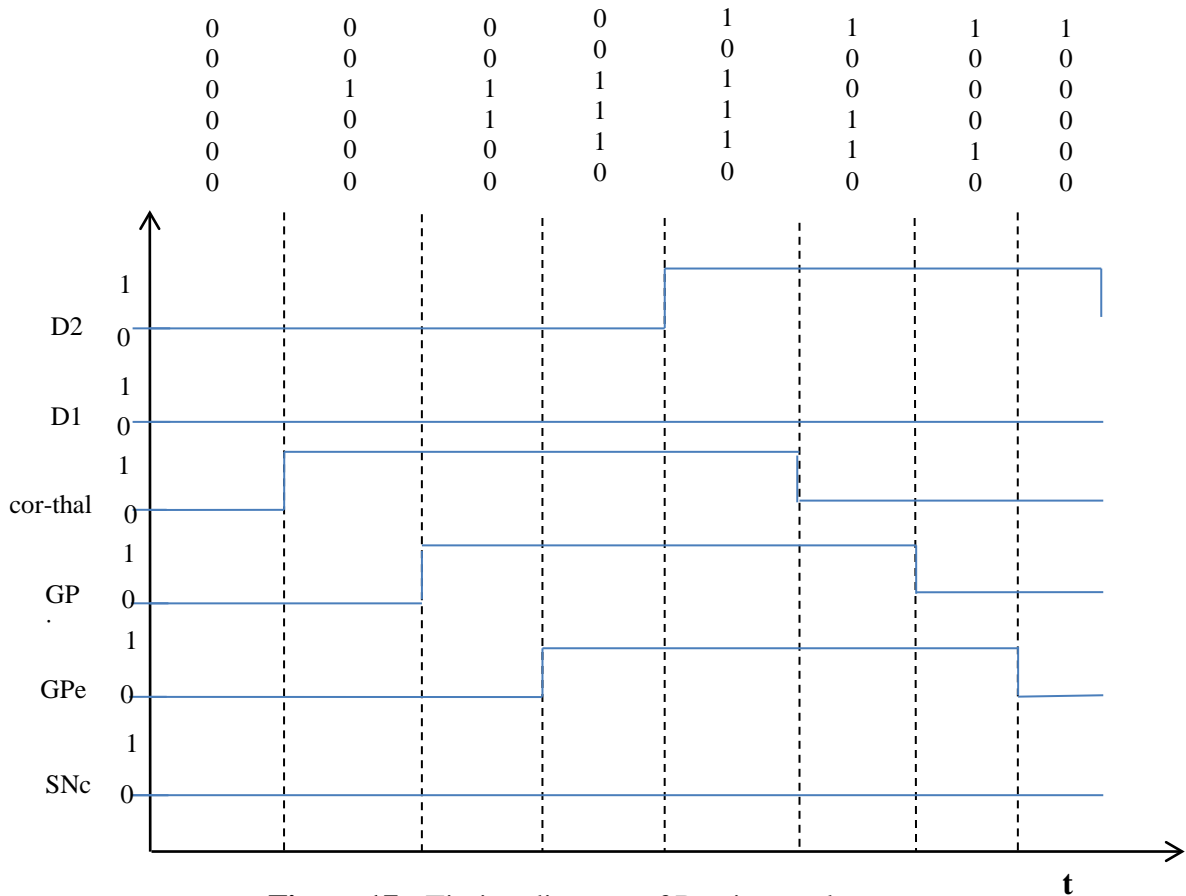 0 0 0 0 1 1 1 1
0 0 0 0 0 0 0 0
0 1 1 1 1 0 0 0
0 0 1 1 1 1 0 0
0 0 0 1 1 1 1 0
0 0 0 0 0 0 0 0
1
D2 0
1
D1 0
1
cor-thal 0
1
GP 0
1
GPe 0
1
SNc 0
t